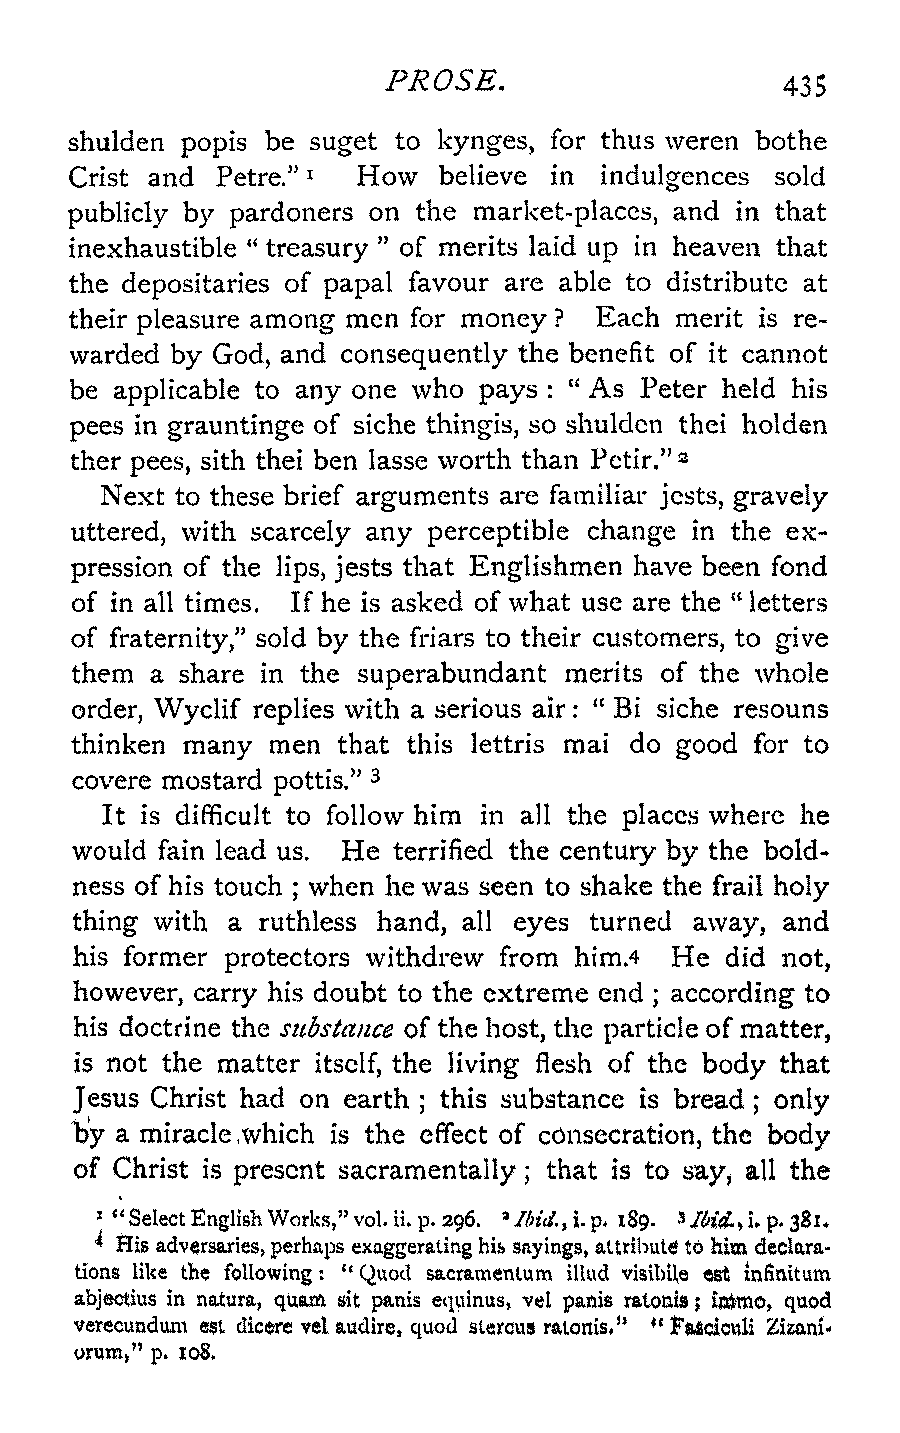 PROSE. 435
shulden popis be suget to kynges, for thus weren bothe
Crist and Petre." ¹ How believe in indulgences sold
publicly by pardoners on the market-places, and in that
inexhaustible " treasury " of merits laid up in heaven that
the depositaries of papal favour are able to distribute at
their pleasure among men for money ? Each merit is re-
warded by God, and consequently the benefit of it cannot
be applicable to any one who pays : " As Peter held his
pees in grauntinge of siche thingis, so shulden thei holden
ther pees, sith thei ben lasse worth than Petir." ²
Next to these brief arguments are familiar jests, gravely
uttered, with scarcely any perceptible change in the ex-
pression of the lips, jests that Englishmen have been fond
of in all times. If he is asked of what use are the " letters
of fraternity," sold by the friars to their customers, to give
them a share in the superabundant merits of the whole
order, Wyclif replies with a serious air : " Bi siche resouns
thinken many men that this lettris mai do good for to
covere mostard pottis." ³
It is difficult to follow him in all the places where he
would fain lead us. He terrified the century by the bold-
ness of his touch ; when he was seen to shake the frail holy
thing with a ruthless hand, all eyes turned away, and
his former protectors withdrew from him.⁴ He did not,
however, carry his doubt to the extreme end ; according to
his doctrine the substance of the host, the particle of matter,
is not the matter itself, the living flesh of the body that
Jesus Christ had on earth ; this substance is bread ; only
by a miracle which is the effect of consecration, the body
of Christ is present sacramentally ; that is to say, all the
¹ "Select English Works," vol. ii. p. 296. ² Ibid., i. p. 189. ³ Ibid., i. p. 381.
⁴ His adversaries, perhaps exaggerating his sayings, attribute to him declara-
tions like the following : "Quod sacramentum illud visibile est infinitum
abjectius in natura, quam sit panis equinus, vel panis ratonis ; immo, quod
verecundum est dicere vel audire, quod stercus ratonis." "Fasciculi Zizani-
orum," p. 108.